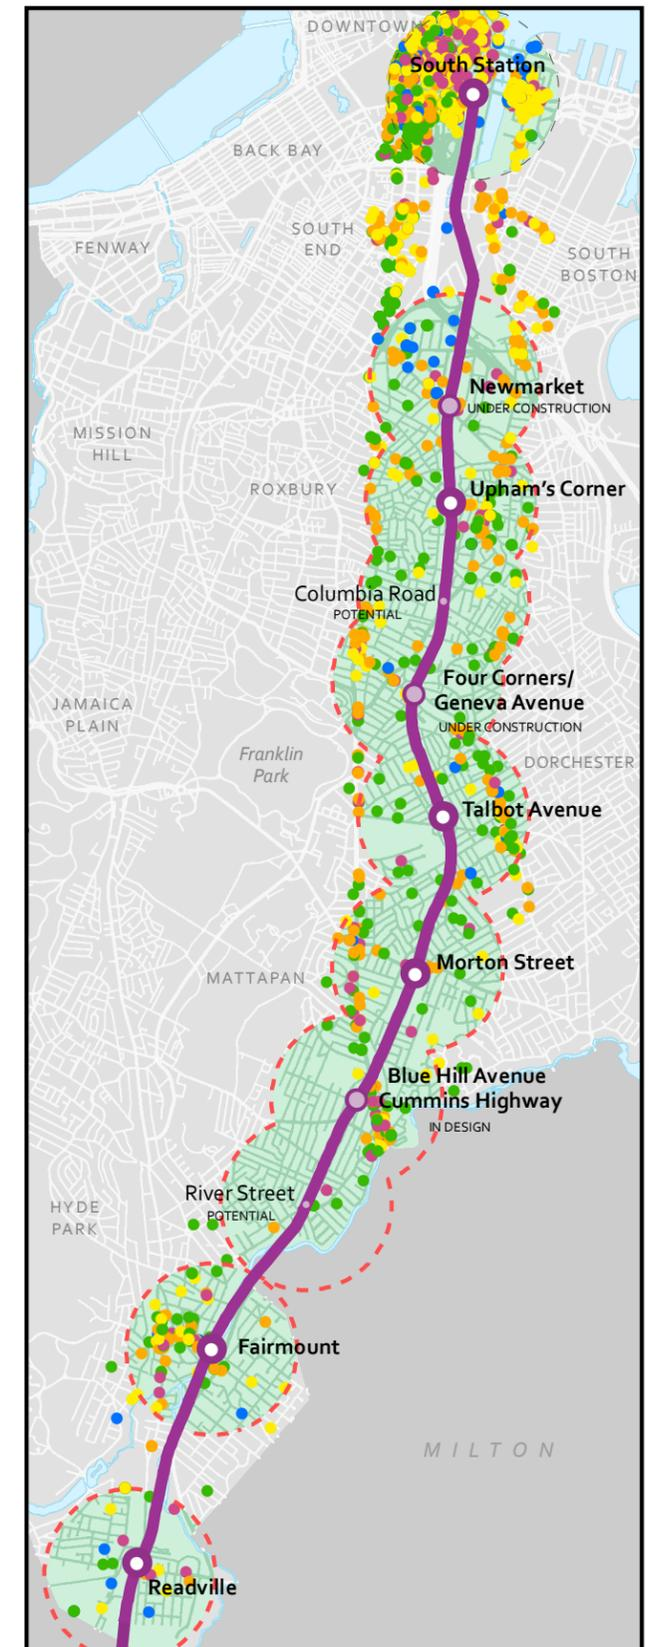 DOWNTOWN
South Station
BACK BAY
SOUTH
END
FENWAY
SOUTH
BOSTON
Newmarket
UNDER CONSTRUCTION
MISSION
HILL
ROXBURY
Upham's Corner
Columbia Road
POTENTIAL
Four Corners/
Geneva Avenue
UNDER CONSTRUCTION
JAMAICA
PLAIN
Franklin
Park
DORCHESTER
Talbot Avenue
Morton Street
MATTAPAN
Blue Hill Avenue
Cummins Highway
IN DESIGN
River Street
POTENTIAL
HYDE
PARK
Fairmount
MILTON
Readville